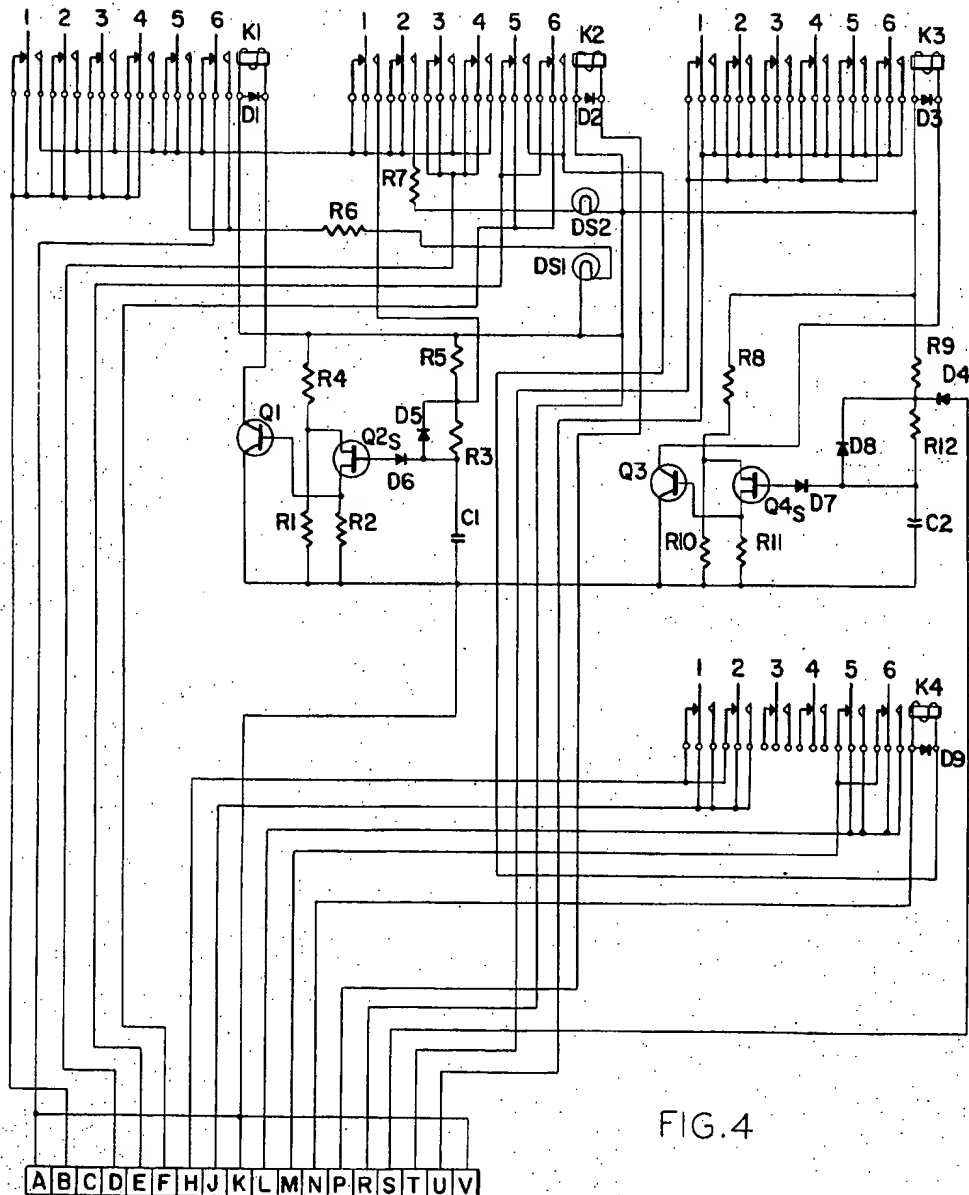 1 2 3 4 5 6 K1
1 2 3 4 5 6 K2
1 2 3 4 5 6 K3
D1
D2
D3
R7
R6
DS2
DS1
R4
R5
R8
R9
D4
Q1
D5
Q2 S
D6
R3
D8
R12
Q3
Q4 S
D7
R1
R2
C1
R10
R11
C2
1 2 3 4 5 6 K4
D9
FIG.4
A B C D E F H J K L M N P R S T U V